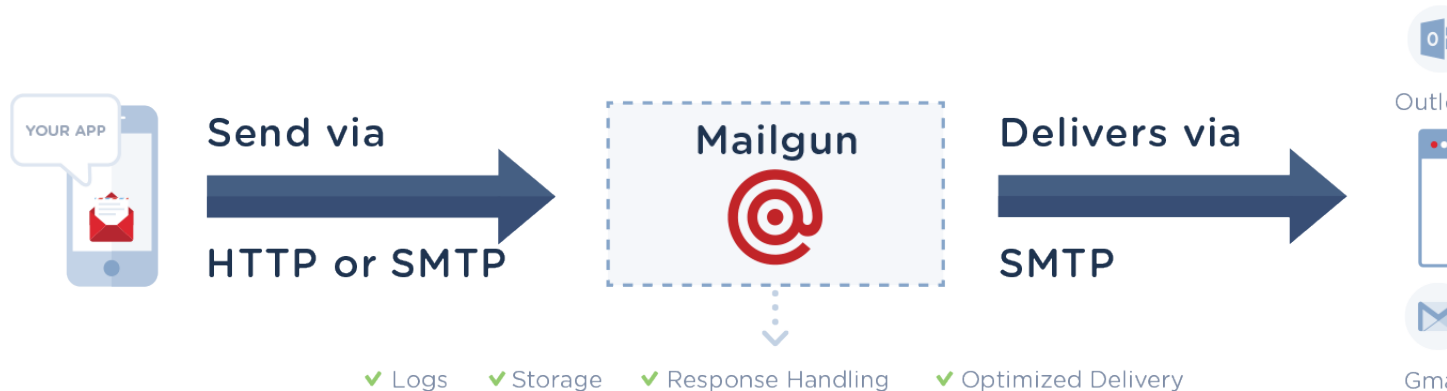 YOUR APP
Send via
HTTP or SMTP
Mailgun
Delivers via
SMTP
Logs
Storage
Response Handling
Optimized Delivery